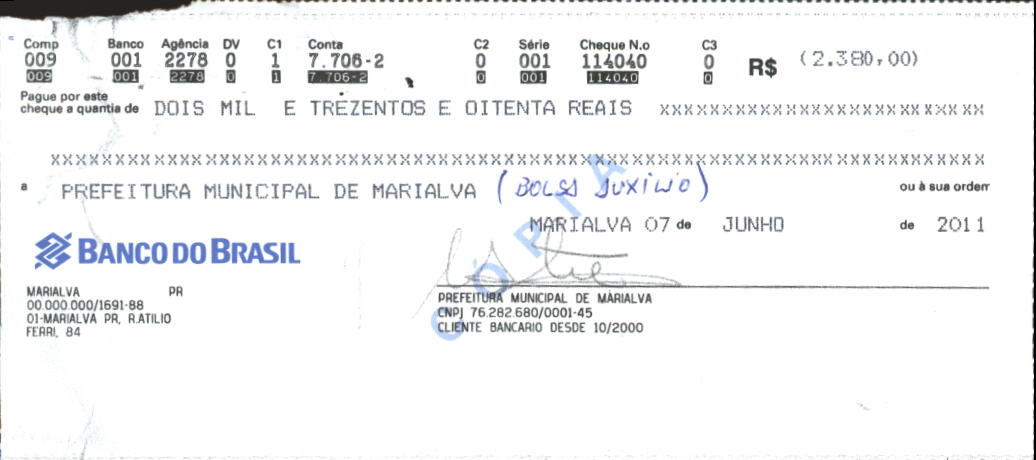 Comp Banco Agência DV C1 Conta C2 Série Cheque N.o C3
009 001 2278 0 1 7.706-2 0 001 114040 0 R$ (2.380,00)
009 001 2278 0 1 7.706-2 0 001 114040 0
Pague por este
cheque a quantia de DOIS MIL E TREZENTOS E OITENTA REAIS XXXXXXXXXXXXXXXXXXXXXXXXXXXX
XXXXXXXXXXXXXXXXXXXXXXXXXXXXXXXXXXXXXXXXXXXXXXXXXXXXXXXXXXXXXXXXXXXXXXXX
a PREFEITURA MUNICIPAL DE MARIALVA (BOLSA AUXÍLIO) ou à sua ordem
MARIALVA 07 de JUNHO de 2011
BANCO DO BRASIL
CÓPIA
MARIALVA PR
00.000.000/1691-88
01-MARIALVA PR, R.ATILIO
FERRI, 84
PREFEITURA MUNICIPAL DE MARIALVA
CNPJ 76.282.680/0001-45
CLIENTE BANCARIO DESDE 10/2000